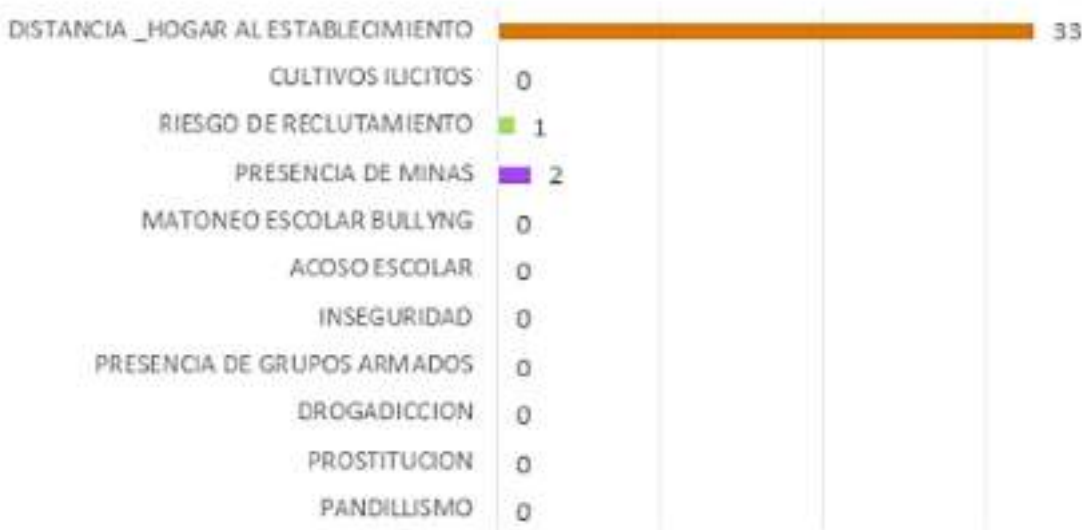 DISTANCIA _HOGAR AL ESTABLECIMIENTO 33
CULTIVOS ILICITOS 0
RIESGO DE RECLUTAMIENTO 1
PRESENCIA DE MINAS 2
MATONEO ESCOLAR BULLYNG 0
ACOSO ESCOLAR 0
INSEGURIDAD 0
PRESENCIA DE GRUPOS ARMADOS 0
DROGADICCION 0
PROSTITUCION 0
PANDILLISMO 0